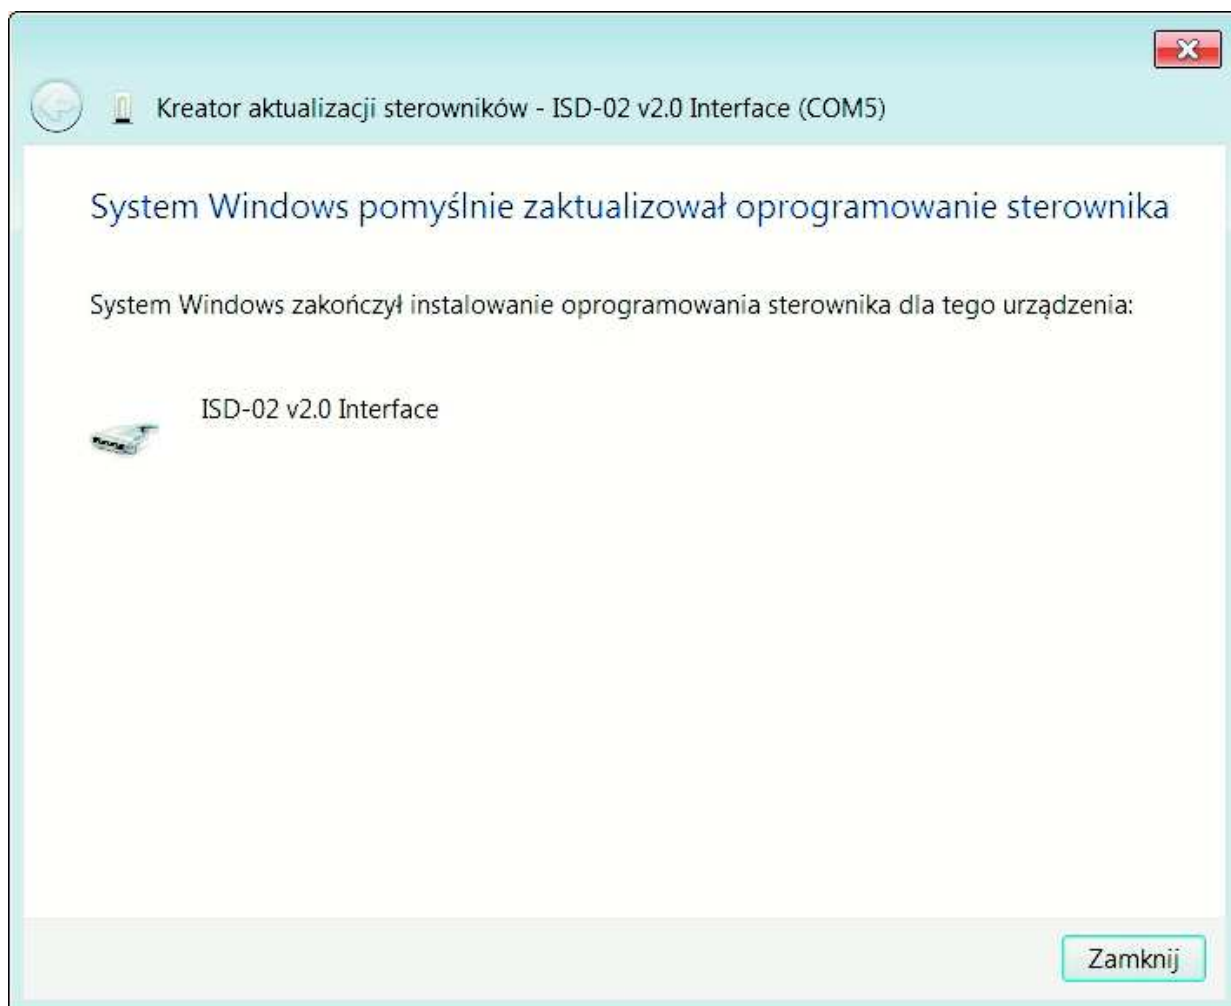 Kreator aktualizacji sterowników - ISD-02 v2.0 Interface (COM5)
System Windows pomyślnie zaktualizował oprogramowanie sterownika
System Windows zakończył instalowanie oprogramowania sterownika dla tego urządzenia:
ISD-02 v2.0 Interface
Zamknij